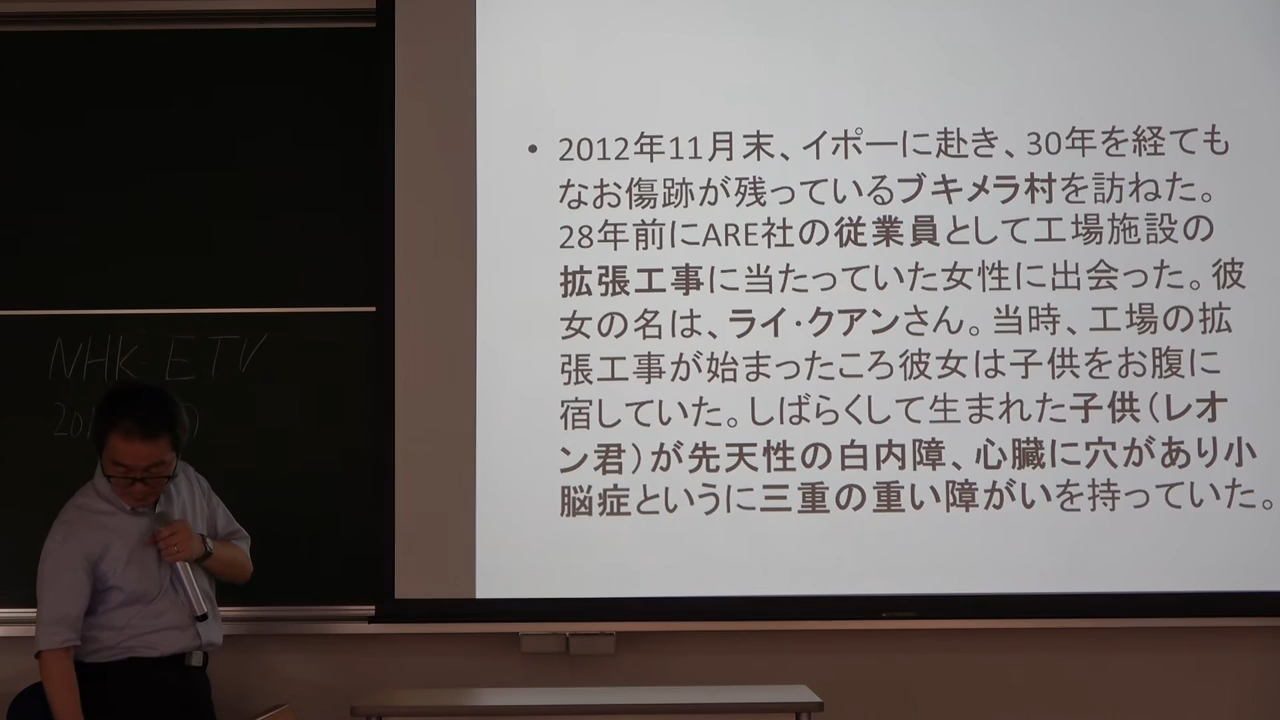 • 2012年11月末、イポーに赴き、30年を経ても
なお傷跡が残っているブキメラ村を訪ねた。
28年前にARE社の従業員として工場施設の
拡張工事に当たっていた女性に出会った。彼
女の名は、ライ・クアンさん。当時、工場の拡
張工事が始まったころ彼女は子供をお腹に
宿していた。しばらくして生まれた子供（レオ
ン君）が先天性の白内障、心臓に穴があり小
脳症というに三重の重い障がいを持っていた。
NHK-ETV